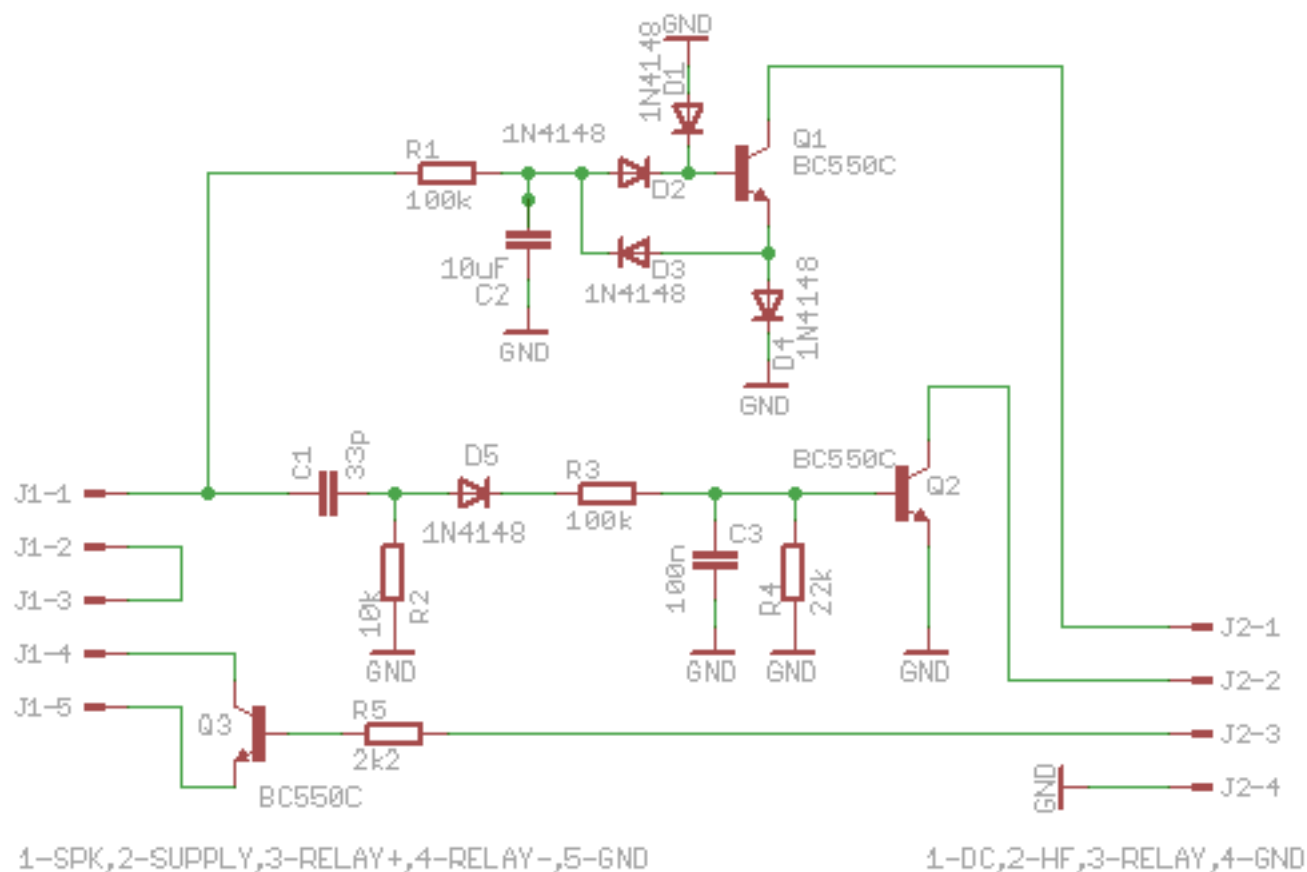 GND
1N4148
D1
1N4148
R1
100k
D2
Q1
BC550C
10uF
C2
D3
1N4148
1N4148
D4
GND
GND
C1
33p
D5
1N4148
R3
100k
BC550C
Q2
J1-1
J1-2
J1-3
J1-4
J1-5
10k
R2
GND
100n
C3
R4
22k
GND
GND
GND
J2-1
J2-2
J2-3
J2-4
Q3
R5
2k2
BC550C
GND
1-SPK,2-SUPPLY,3-RELAY+,4-RELAY-,5-GND
1-DC,2-HF,3-RELAY,4-GND